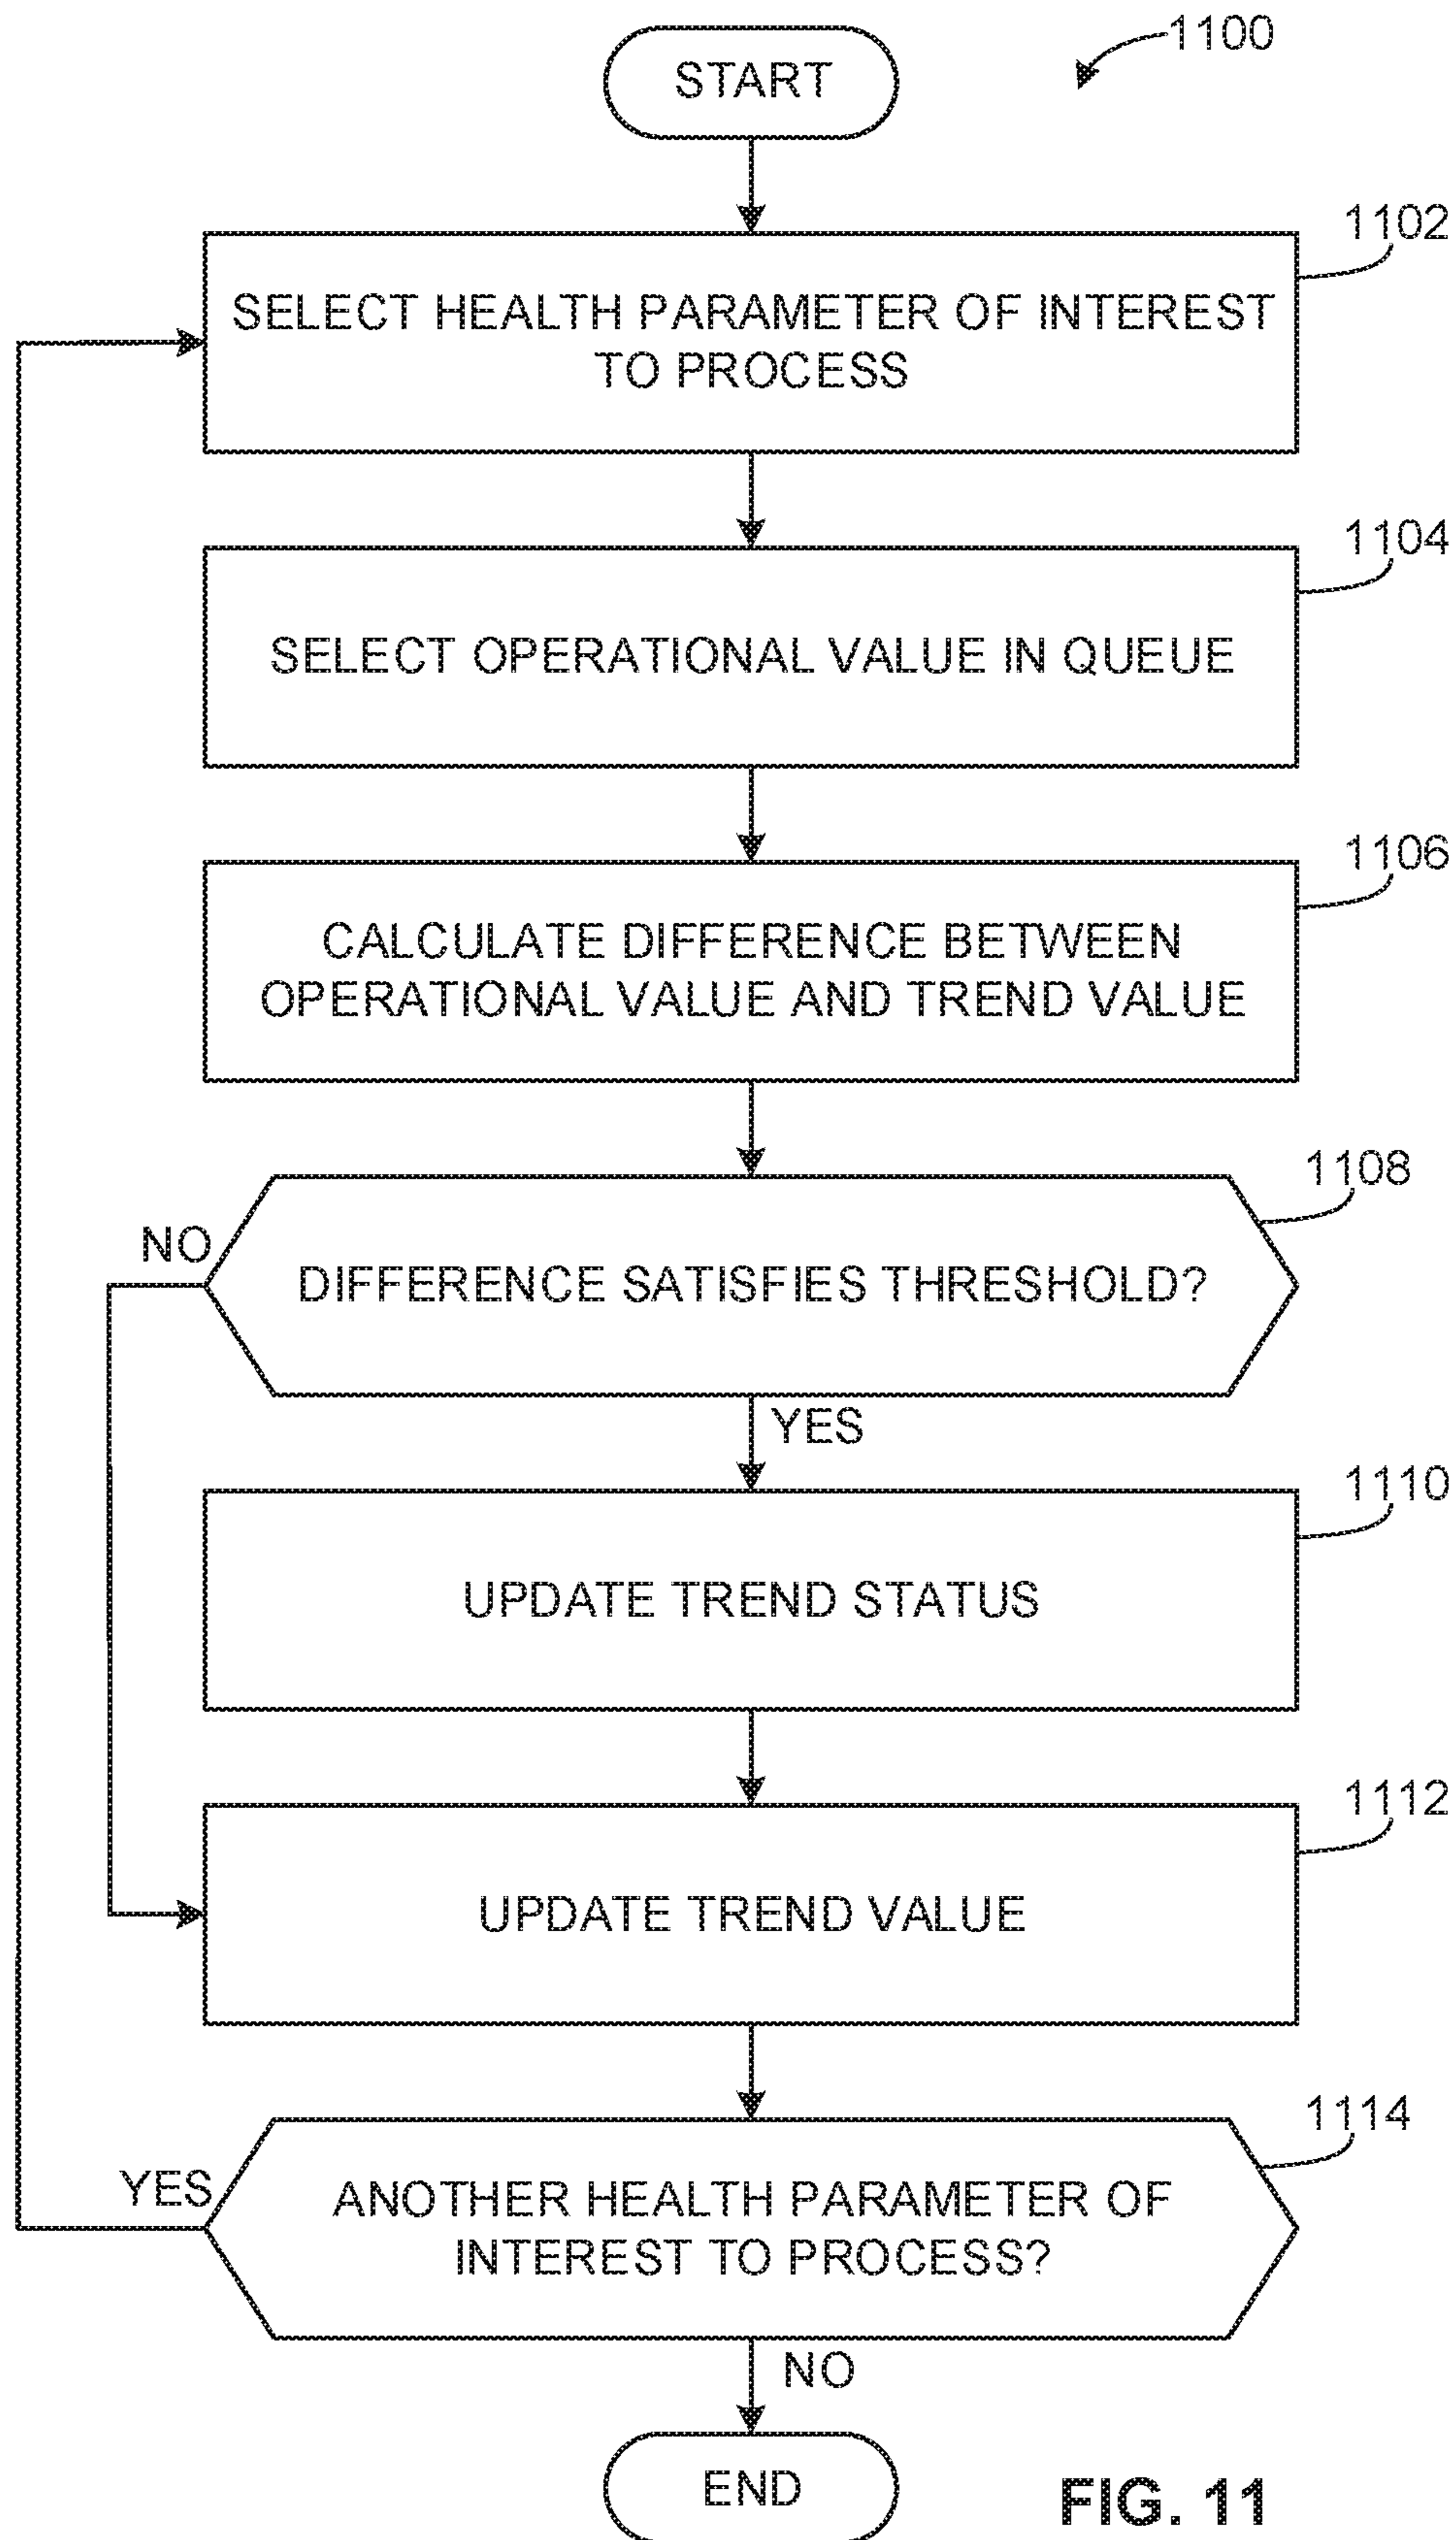 START
1100
1102
SELECT HEALTH PARAMETER OF INTEREST
TO PROCESS
1104
SELECT OPERATIONAL VALUE IN QUEUE
1106
CALCULATE DIFFERENCE BETWEEN
OPERATIONAL VALUE AND TREND VALUE
1108
NO
DIFFERENCE SATISFIES THRESHOLD?
YES
1110
UPDATE TREND STATUS
1112
UPDATE TREND VALUE
1114
YES
ANOTHER HEALTH PARAMETER OF
INTEREST TO PROCESS?
NO
END
FIG. 11